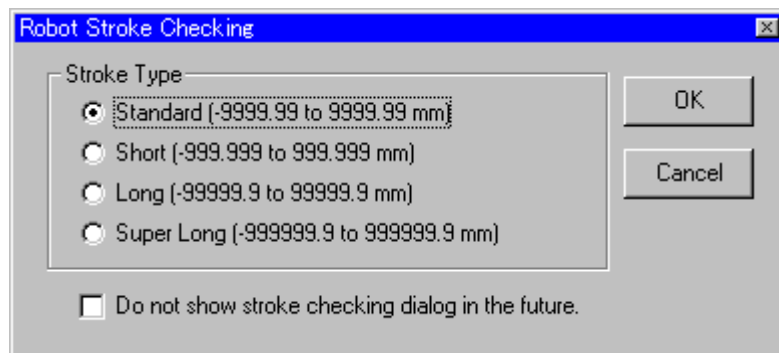 Robot Stroke Checking
Stroke Type
Standard (-9999.99 to 9999.99 mm)
Short (-999.999 to 999.999 mm)
Long (-99999.9 to 99999.9 mm)
Super Long (-999999.9 to 999999.9 mm)
OK
Cancel
Do not show stroke checking dialog in the future.